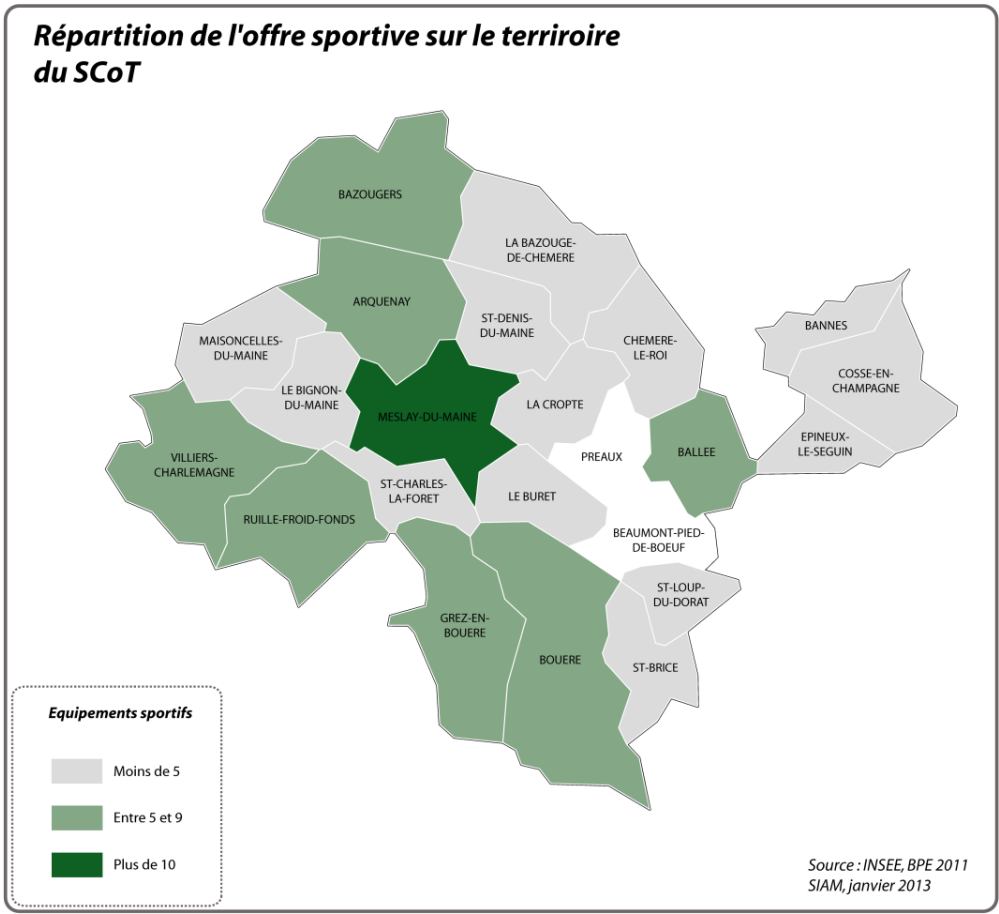 Répartition de l'offre sportive sur le terriroire
du SCoT
BAZOUGERS
LA BAZOUGE-
DE-CHEMERE
ARQUENAY
ST-DENIS-
DU-MAINE
BANNES
MAISONCELLES-
DU-MAINE
CHEMERE-
LE-ROI
COSSE-EN-
CHAMPAGNE
LE BIGNON-
DU-MAINE
LA CROPTE
MESLAY-DU-MAINE
EPINEUX-
LE-SEGUIN
BALLEE
PREAUX
VILLIERS-
CHARLEMAGNE
ST-CHARLES-
LA-FORET
LE BURET
RUILLE-FROID-FONDS
BEAUMONT-PIED-
DE-BOEUF
ST-LOUP-
DU-DORAT
GREZ-EN-
BOUERE
BOUERE
ST-BRICE
Equipements sportifs
Moins de 5
Entre 5 et 9
Plus de 10
Source : INSEE, BPE 2011
SIAM, janvier 2013